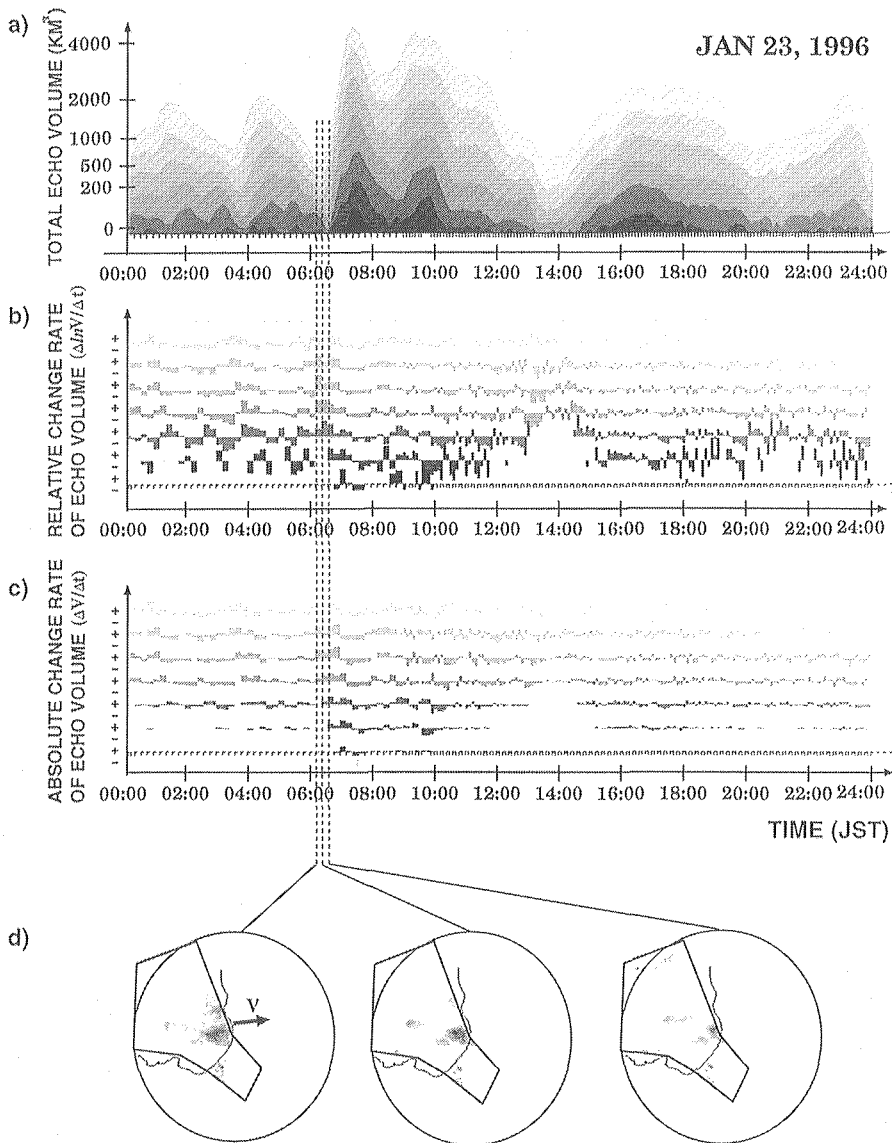 a)
TOTAL ECHO VOLUME (KM³)
JAN 23, 1996
4000
2000
1000
500
200
0
00:00 02:00 04:00 06:00 08:00 10:00 12:00 14:00 16:00 18:00 20:00 22:00 24:00
b)
RELATIVE CHANGE RATE
OF ECHO VOLUME (ΔlnV/Δt)
+
-
+
-
+
-
+
-
+
-
+
-
+
-
00:00 02:00 04:00 06:00 08:00 10:00 12:00 14:00 16:00 18:00 20:00 22:00 24:00
c)
ABSOLUTE CHANGE RATE
OF ECHO VOLUME (ΔV/Δt)
+
-
+
-
+
-
+
-
+
-
+
-
+
-
00:00 02:00 04:00 06:00 08:00 10:00 12:00 14:00 16:00 18:00 20:00 22:00 24:00
TIME (JST)
d)
V